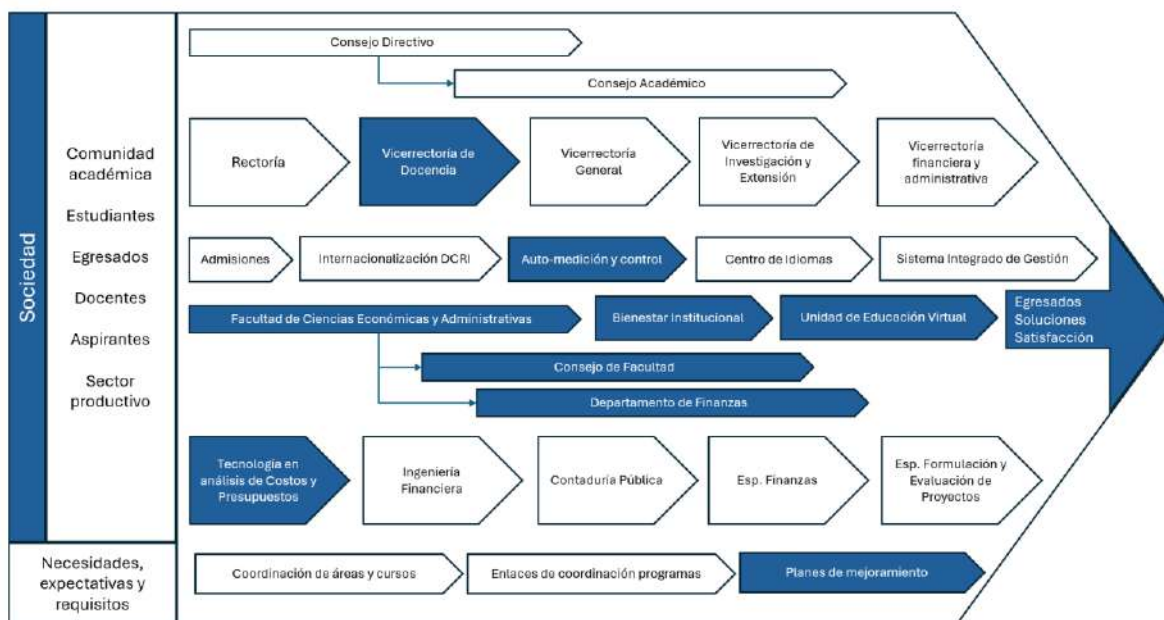 Sociedad
Comunidad
académica
Estudiantes
Egresados
Docentes
Aspirantes
Sector
productivo
Necesidades,
expectativas y
requisitos
Consejo Directivo
Consejo Académico
Rectoría
Vicerrectoría de
Docencia
Vicerrectoría
General
Vicerrectoría de
Investigación y
Extensión
Vicerrectoría
financiera y
administrativa
Admisiones
Internacionalización DCRI
Auto-medición y control
Centro de Idiomas
Sistema Integrado de Gestión
Facultad de Ciencias Económicas y Administrativas
Bienestar Institucional
Unidad de Educación Virtual
Egresados
Soluciones
Satisfacción
Consejo de Facultad
Departamento de Finanzas
Tecnología en
análisis de Costos y
Presupuestos
Ingeniería
Financiera
Contaduría Pública
Esp. Finanzas
Esp. Formulación y
Evaluación de
Proyectos
Coordinación de áreas y cursos
Enlaces de coordinación programas
Planes de mejoramiento